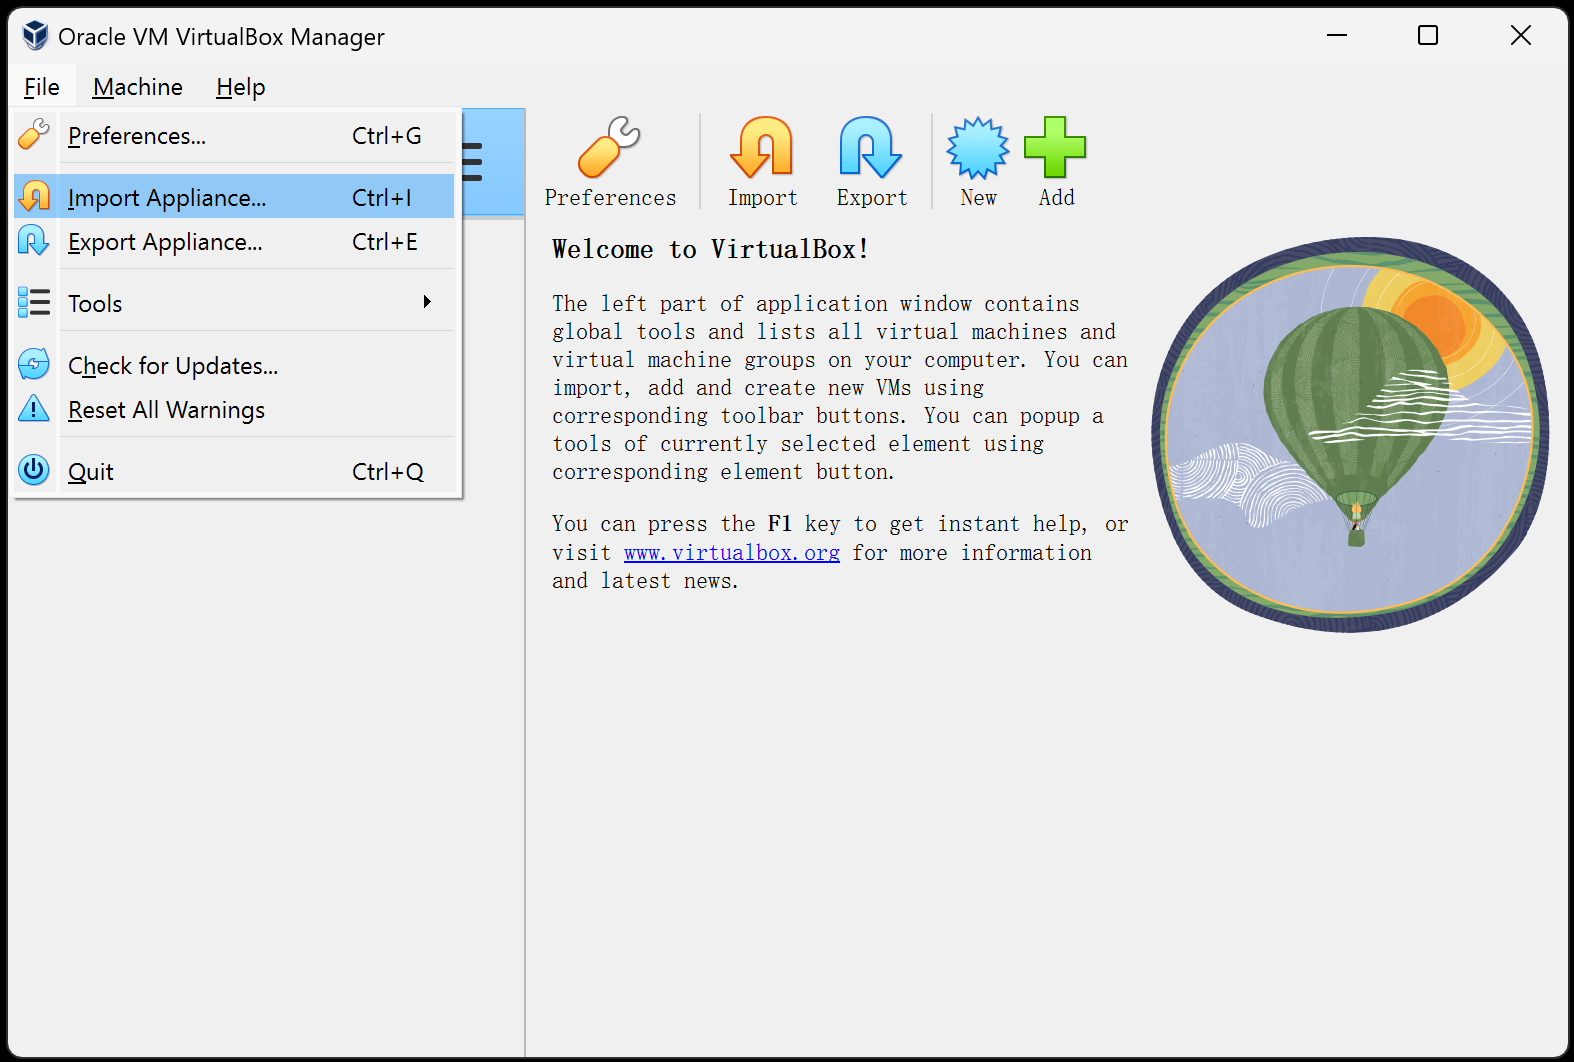 Oracle VM VirtualBox Manager
File Machine Help
Preferences... Ctrl+G
Import Appliance... Ctrl+I
Export Appliance... Ctrl+E
Tools
Check for Updates...
Reset All Warnings
Quit Ctrl+Q
Preferences Import Export New Add
Welcome to VirtualBox!
The left part of application window contains
global tools and lists all virtual machines and
virtual machine groups on your computer. You can
import, add and create new VMs using
corresponding toolbar buttons. You can popup a
tools of currently selected element using
corresponding element button.
You can press the F1 key to get instant help, or
visit www.virtualbox.org for more information
and latest news.